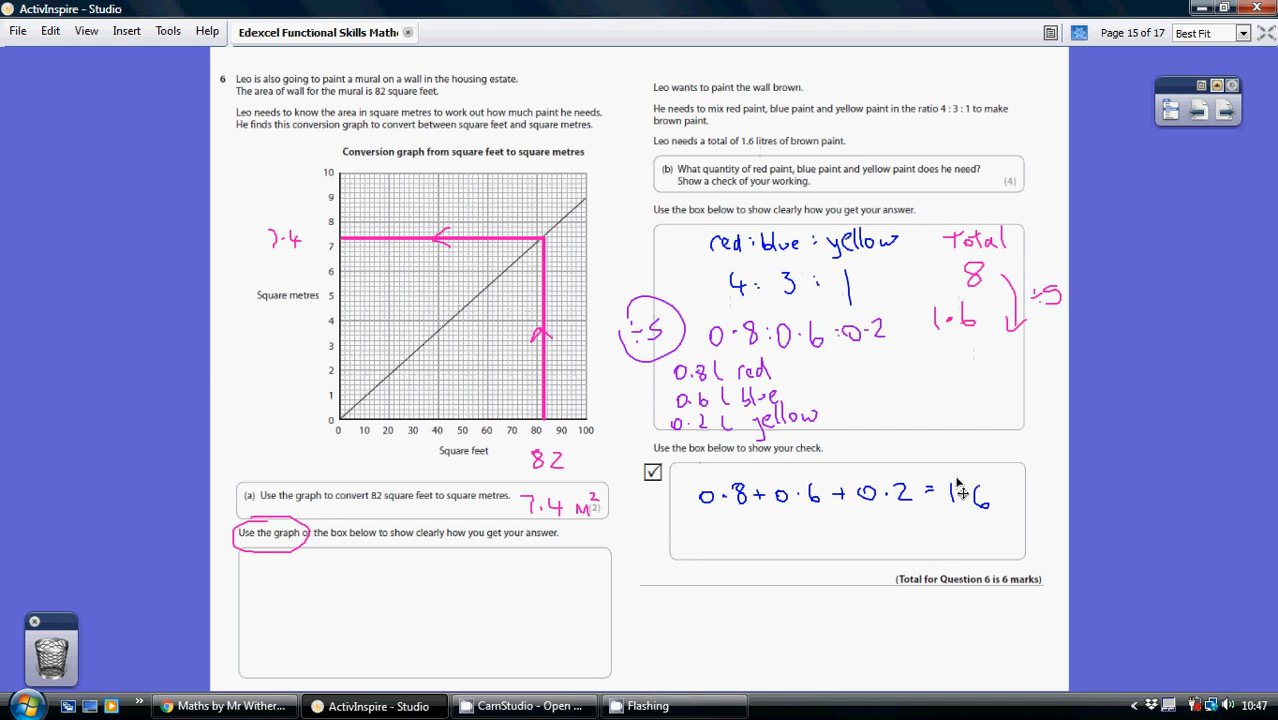 ActivInspire - Studio
File Edit View Insert Tools Help
Edexcel Functional Skills Mathe
Page 15 of 17
Best Fit
6 Leo is also going to paint a mural on a wall in the housing estate.
The area of wall for the mural is 82 square feet.
Leo needs to know the area in square metres to work out how much paint he needs.
He finds this conversion graph to convert between square feet and square metres.
Conversion graph from square feet to square metres
10
9
8
7.4
7
6
Square metres 5
4
3
2
1
0
0 10 20 30 40 50 60 70 80 90 100
Square feet
82
(a) Use the graph to convert 82 square feet to square metres.
7.4 m²
(2)
Use the graph or the box below to show clearly how you get your answer.
Leo wants to paint the wall brown.
He needs to mix red paint, blue paint and yellow paint in the ratio 4 : 3 : 1 to make
brown paint.
Leo needs a total of 1.6 litres of brown paint.
(b) What quantity of red paint, blue paint and yellow paint does he need?
Show a check of your working.
(4)
Use the box below to show clearly how you get your answer.
red : blue : yellow Total
4 : 3 : 1 8
÷5
÷5 0.8 : 0.6 : 0.2 1.6
0.8 l red
0.6 l blue
0.2 l yellow
Use the box below to show your check.
0.8 + 0.6 + 0.2 = 1.6
(Total for Question 6 is 6 marks)
Maths by Mr Wither...
ActivInspire - Studio
CamStudio - Open ...
Flashing
10:47